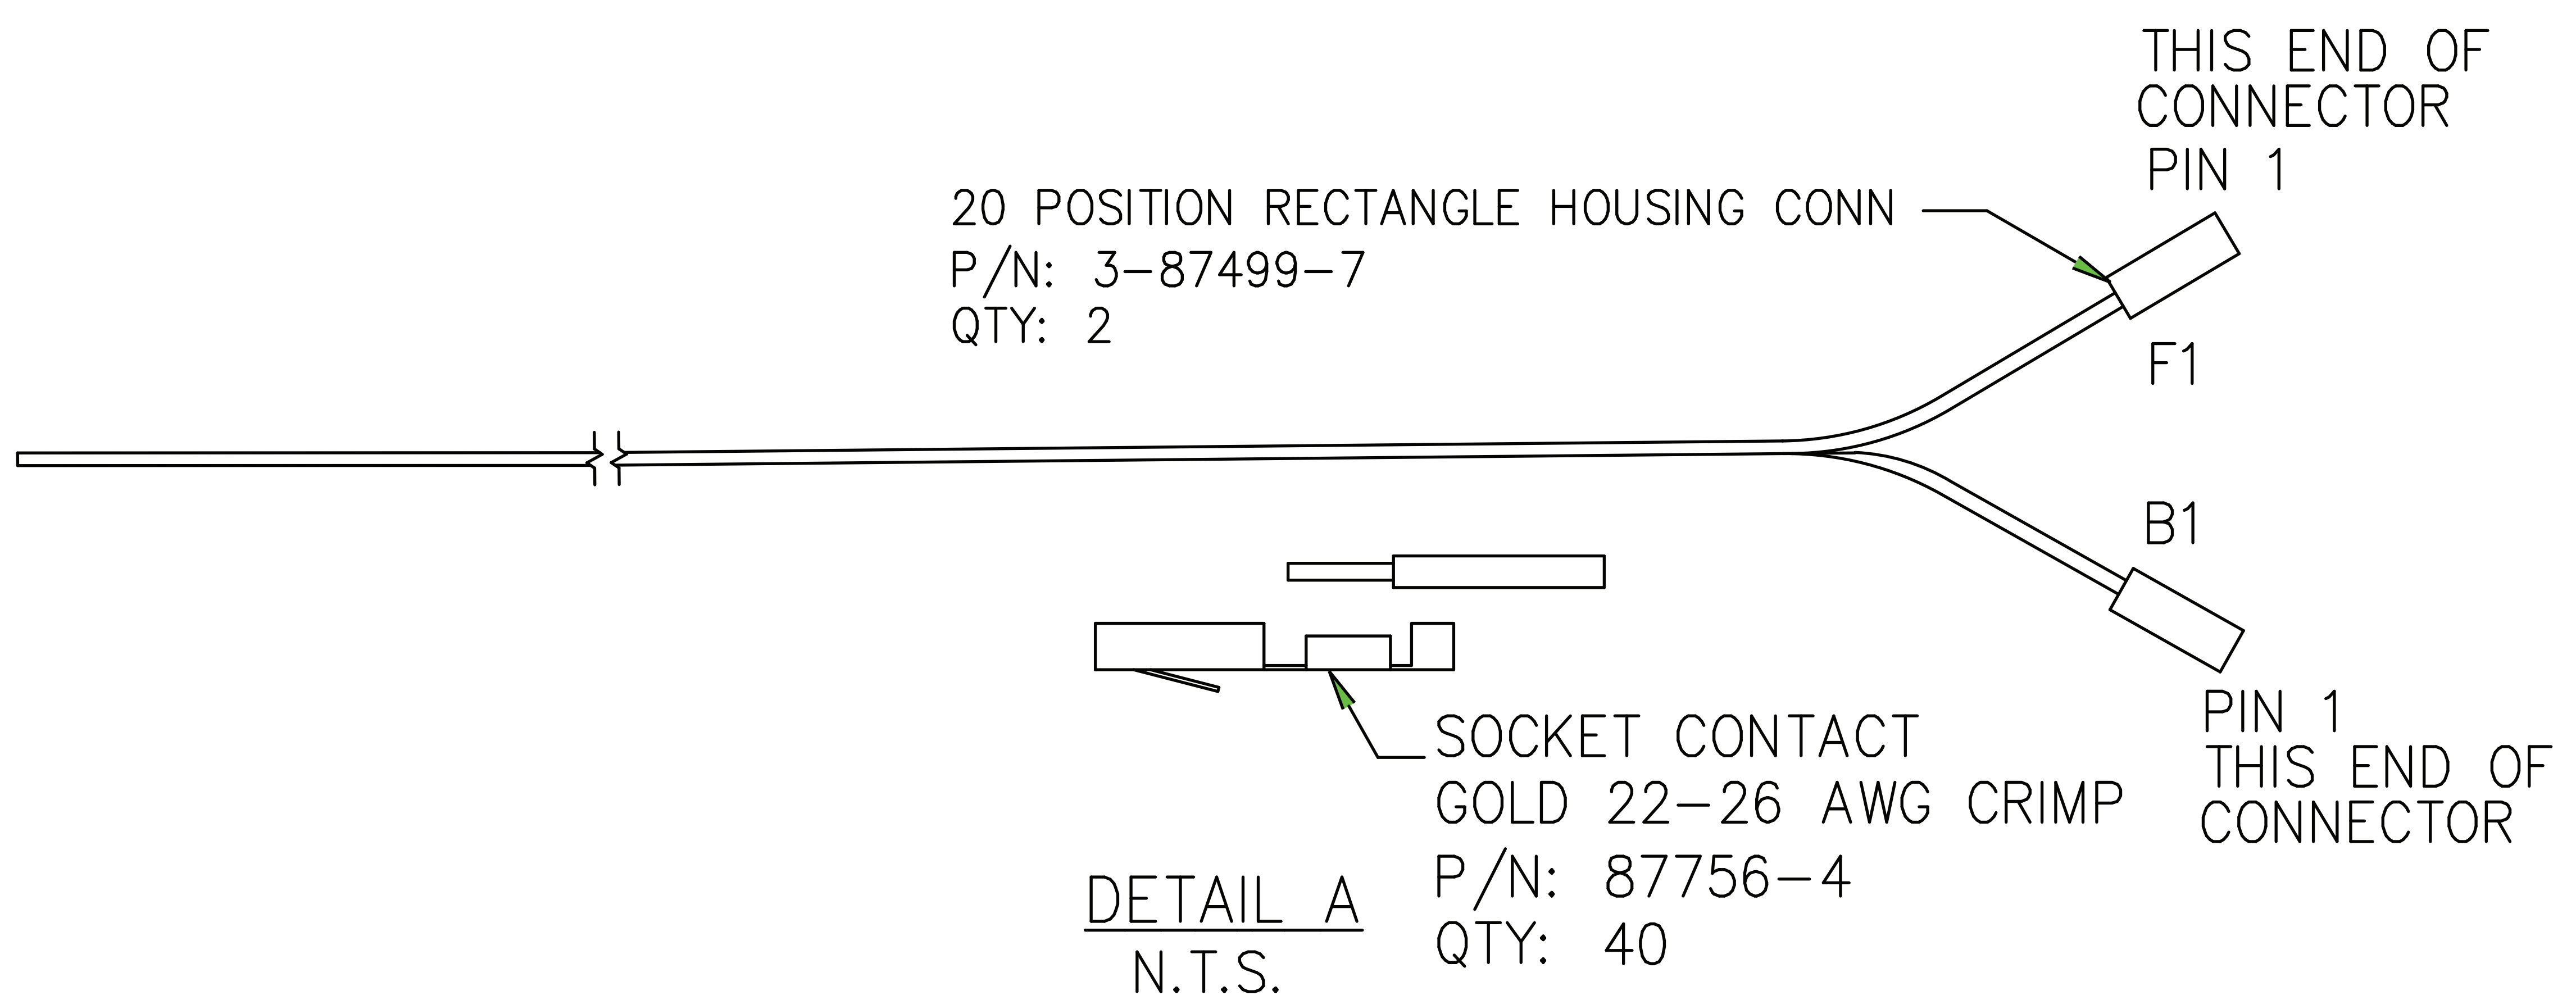 THIS END OF
CONNECTOR
PIN 1
20 POSITION RECTANGLE HOUSING CONN
P/N: 3-87499-7
QTY: 2
F1
B1
PIN 1
THIS END OF
CONNECTOR
SOCKET CONTACT
GOLD 22-26 AWG CRIMP
P/N: 87756-4
QTY: 40
DETAIL A
N.T.S.